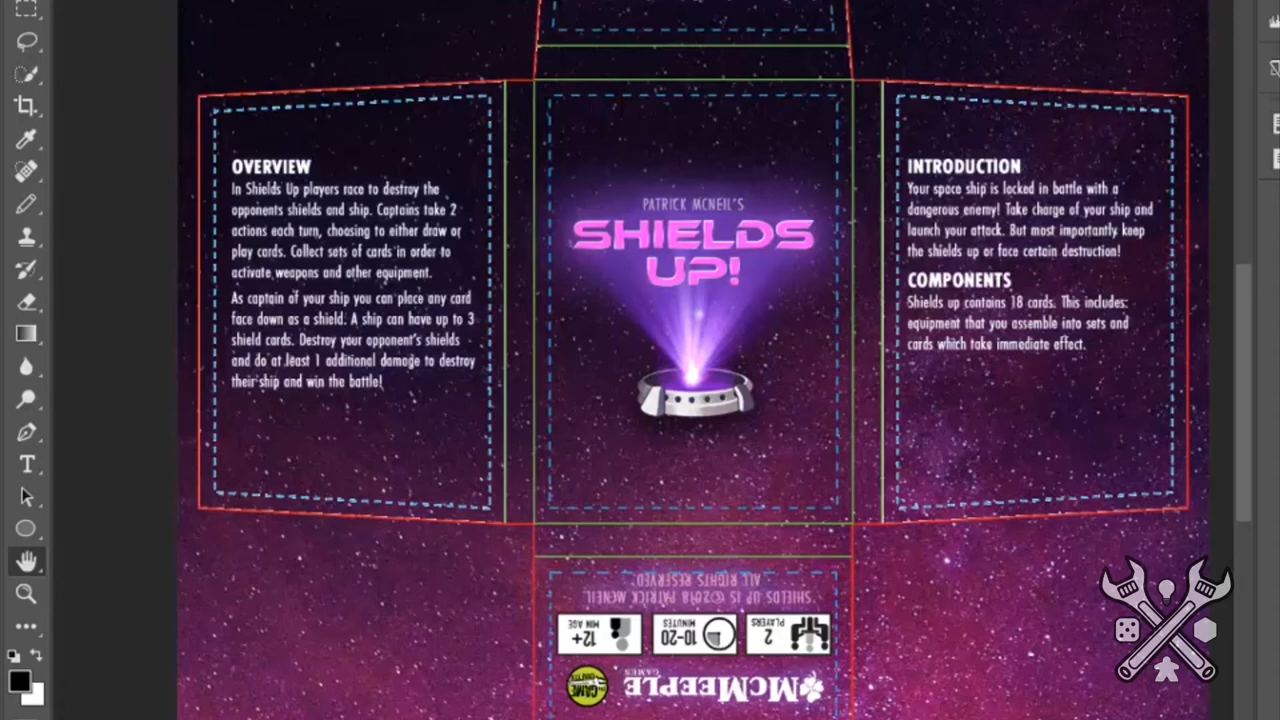 OVERVIEW
In Shields Up players race to destroy the
opponents shields and ship. Captains take 2
actions each turn, choosing to either draw or
play cards. Collect sets of cards in order to
activate weapons and other equipment.
As captain of your ship you can place any card
face down as a shield. A ship can have up to 3
shield cards. Destroy your opponent's shields
and do at least 1 additional damage to destroy
their ship and win the battle!
PATRICK MCNEIL'S
SHIELDS
UP!
INTRODUCTION
Your space ship is locked in battle with a
dangerous enemy! Take charge of your ship and
launch your attack. But most importantly keep
the shields up or face certain destruction!
COMPONENTS
Shields up contains 18 cards. This includes:
equipment that you assemble into sets and
cards which take immediate effect.
MCMEEPLE
GAMES
THE GAME CRAFTER
2
PLAYERS
10-20
MINUTES
12+
MIN AGE
SHIELDS UP IS 2018 © PATRICK MCNEIL
ALL RIGHTS RESERVED
T